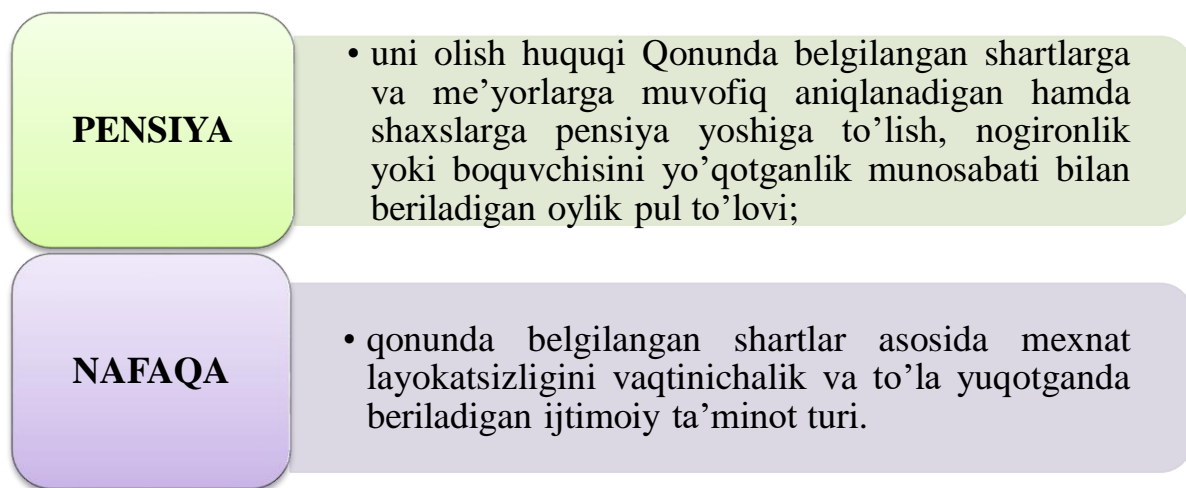 PENSIYA
• uni olish huquqi Qonunda belgilangan shartlarga
va me’yorlarga muvofiq aniqlanadigan hamda
shaxslarga pensiya yoshiga to’lish, nogironlik
yoki boquvchisini yo’qotganlik munosabati bilan
beriladigan oylik pul to’lovi;
NAFAQA
• qonunda belgilangan shartlar asosida mexnat
layokatsizligini vaqtinichalik va to’la yuqotganda
beriladigan ijtimoiy ta’minot turi.